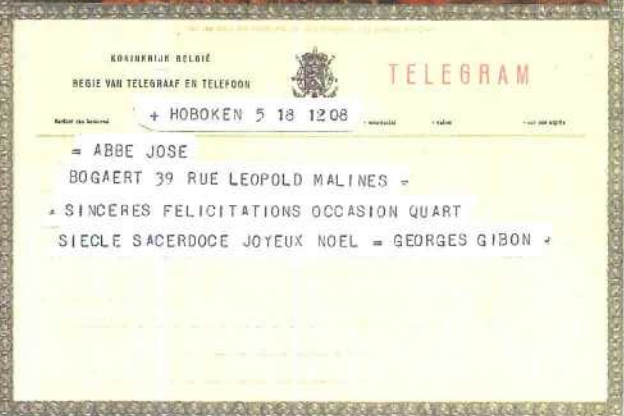 KONINKRIJK BELGIË
REGIE VAN TELEGRAAF EN TELEFOON
TELEGRAM
+ HOBOKEN 5 18 1208
= ABBE JOSE
BOGAERT 39 RUE LEOPOLD MALINES =
= SINCERES FELICITATIONS OCCASION QUART
SIECLE SACERDOCE JOYEUX NOEL = GEORGES GIBON +